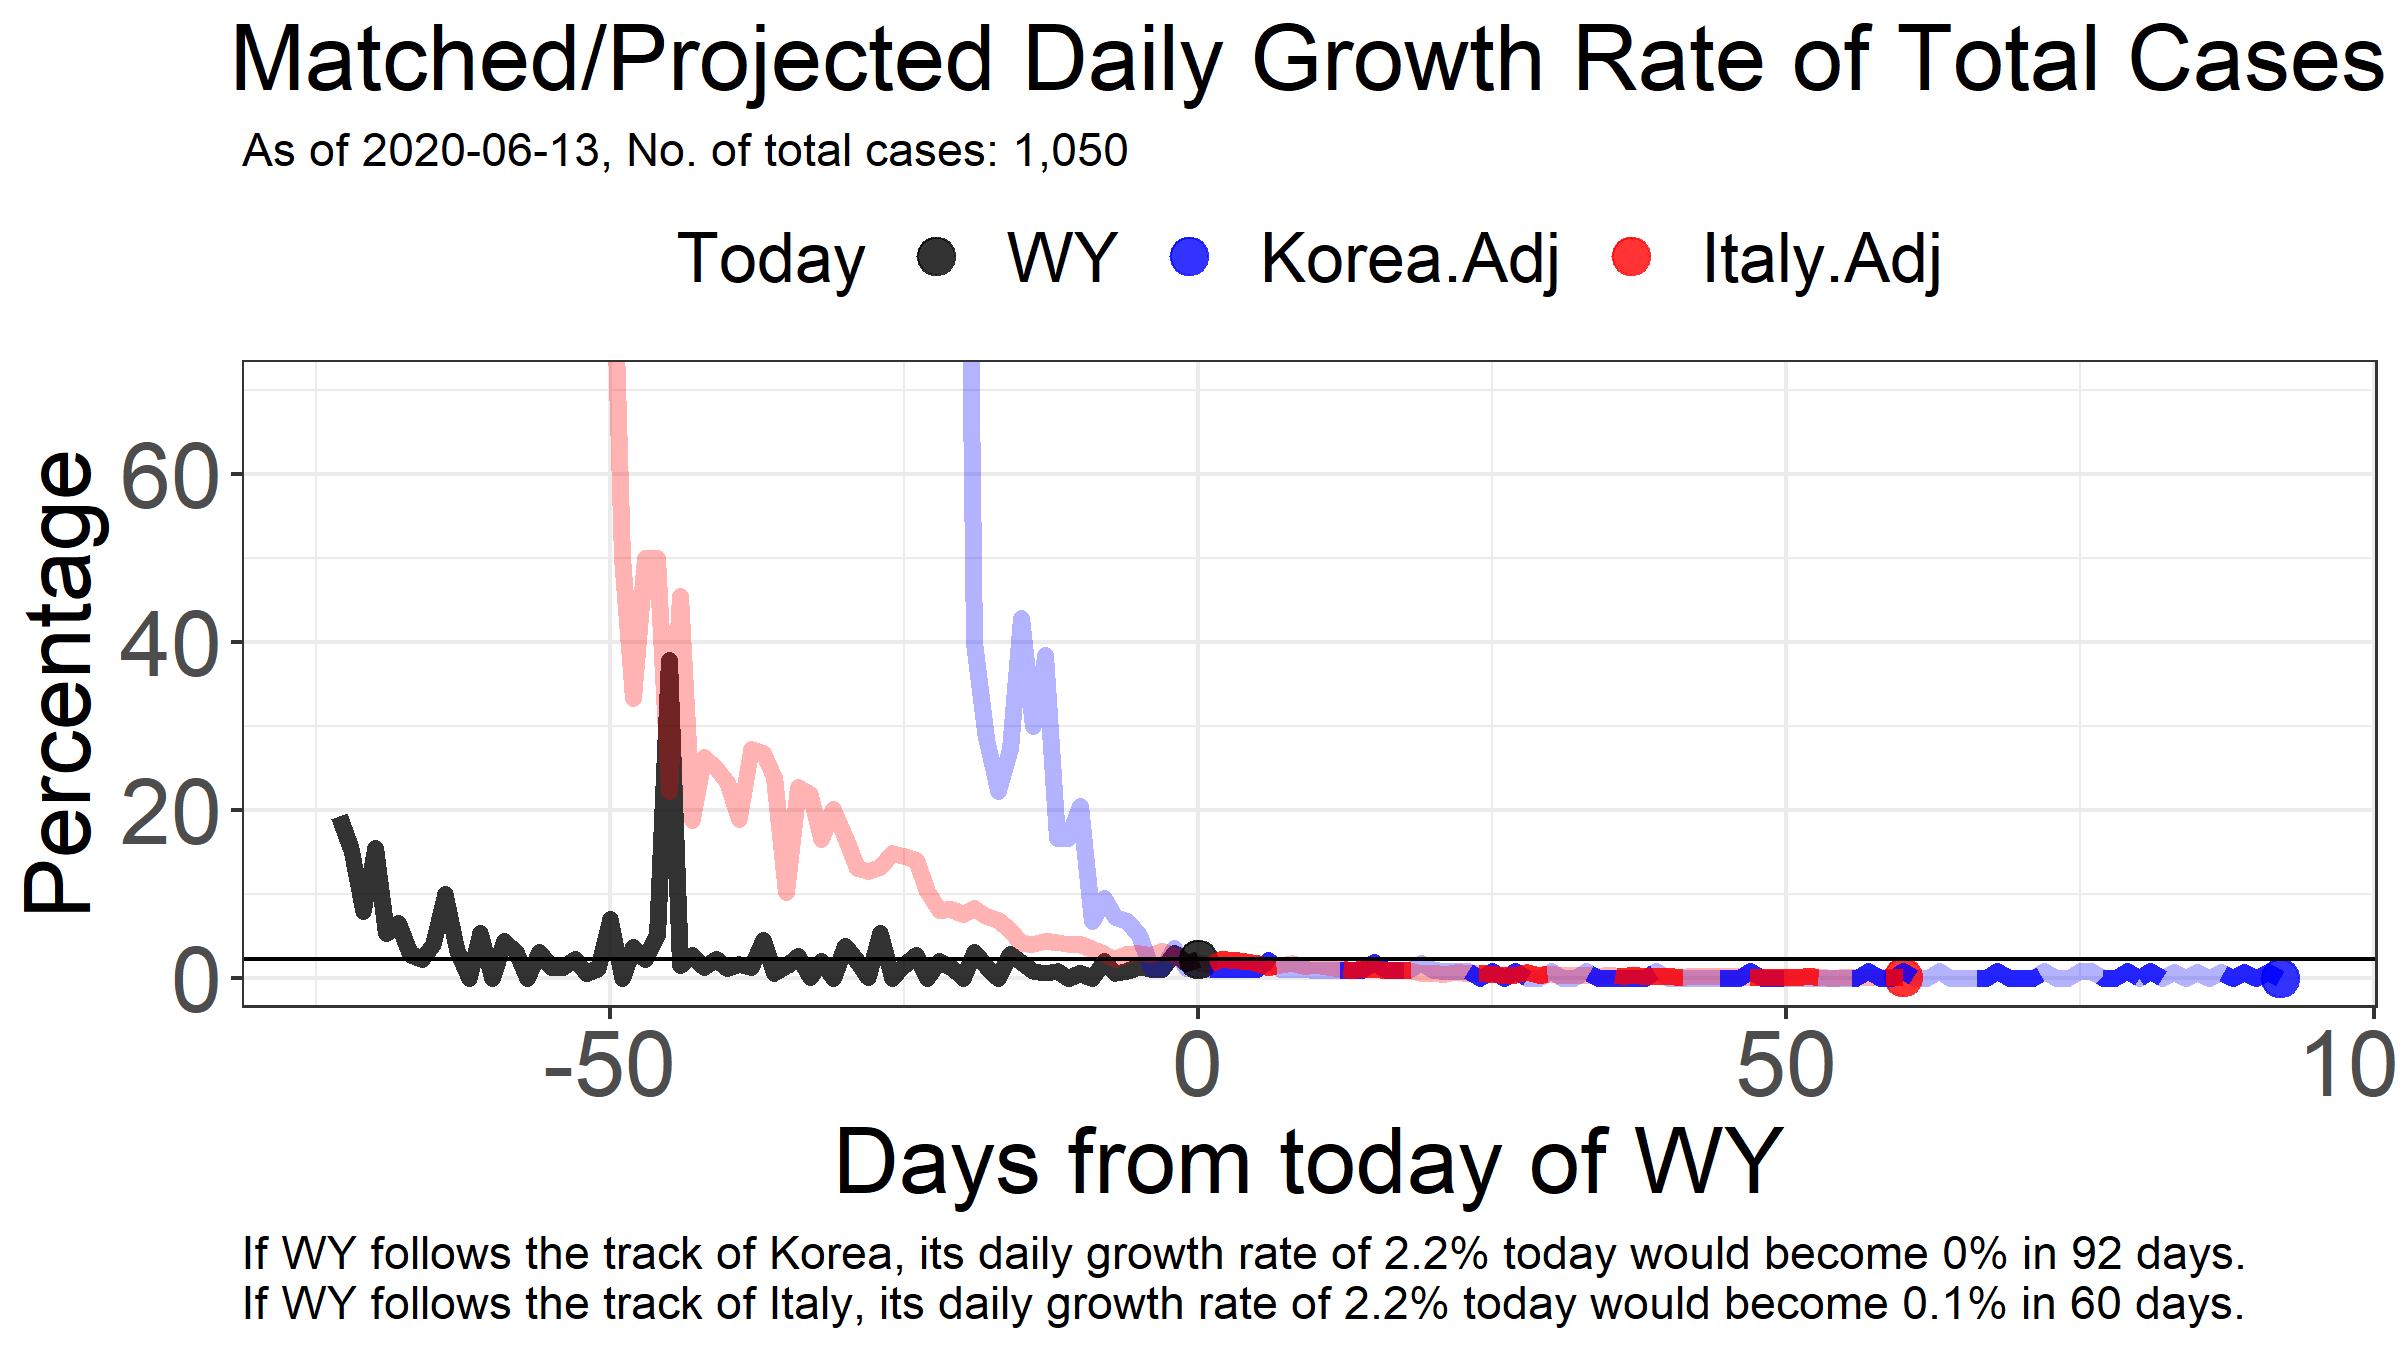 Matched/Projected Daily Growth Rate of Total Cases
As of 2020-06-13, No. of total cases: 1,050
Today WY Korea.Adj Italy.Adj
Percentage
60
40
20
0
-50 0 50 10
Days from today of WY
If WY follows the track of Korea, its daily growth rate of 2.2% today would become 0% in 92 days.
If WY follows the track of Italy, its daily growth rate of 2.2% today would become 0.1% in 60 days.